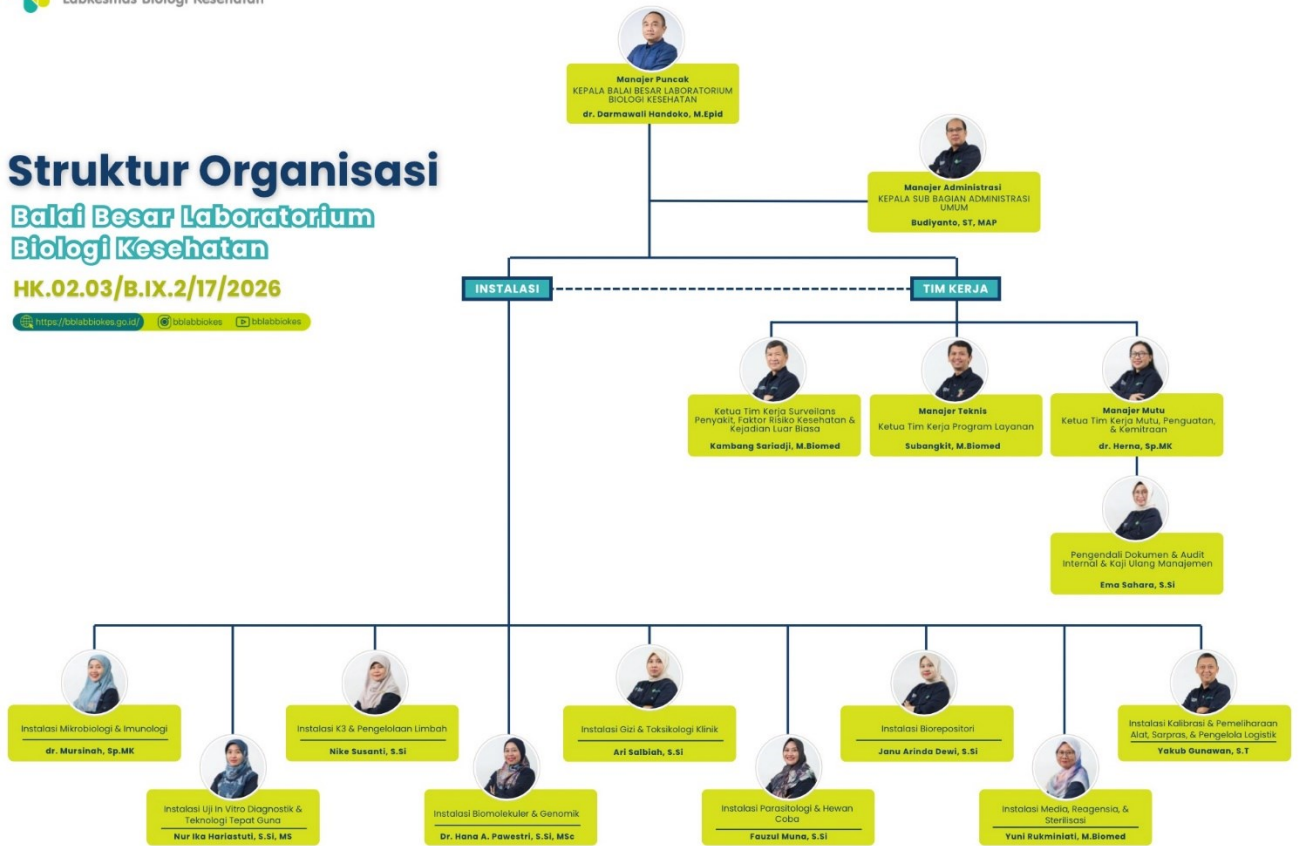 Labkesmas Biologi Kesehatan
Struktur Organisasi
Balai Besar Laboratorium
Biologi Kesehatan
HK.02.03/B.IX.2/17/2026
https://bblabbiokes.go.id/ bblabbiokes bblabbiokes
Manajer Puncak
KEPALA BALAI BESAR LABORATORIUM
BIOLOGI KESEHATAN
dr. Darmawali Handoko, M.Epid
Manajer Administrasi
KEPALA SUB BAGIAN ADMINISTRASI
UMUM
Budiyanto, ST, MAP
INSTALASI
TIM KERJA
Ketua Tim Kerja Surveilans
Penyakit, Faktor Risiko Kesehatan &
Kejadian Luar Biasa
Kambang Sariadji, M.Biomed
Manajer Teknis
Ketua Tim Kerja Program Layanan
Subangkit, M.Biomed
Manajer Mutu
Ketua Tim Kerja Mutu, Penguatan,
& Kemitraan
dr. Herna, Sp.MK
Pengendali Dokumen & Audit
Internal & Kaji Ulang Manajemen
Ema Sahara, S.Si
Instalasi Mikrobiologi & Imunologi
dr. Mursinah, Sp.MK
Instalasi Uji In Vitro Diagnostik &
Teknologi Tepat Guna
Nur Ika Hariastuti, S.Si, MS
Instalasi K3 & Pengelolaan Limbah
Nike Susanti, S.Si
Instalasi Biomolekuler & Genomik
Dr. Hana A. Pawestri, S.Si, MSc
Instalasi Gizi & Toksikologi Klinik
Ari Salbiah, S.Si
Instalasi Parasitologi & Hewan
Coba
Fauzul Muna, S.Si
Instalasi Biorepositori
Janu Arinda Dewi, S.Si
Instalasi Media, Reagensia, &
Sterilisasi
Yuni Rukminiati, M.Biomed
Instalasi Kalibrasi & Pemeliharaan
Alat, Sarpras, & Pengelola Logistik
Yakub Gunawan, S.T